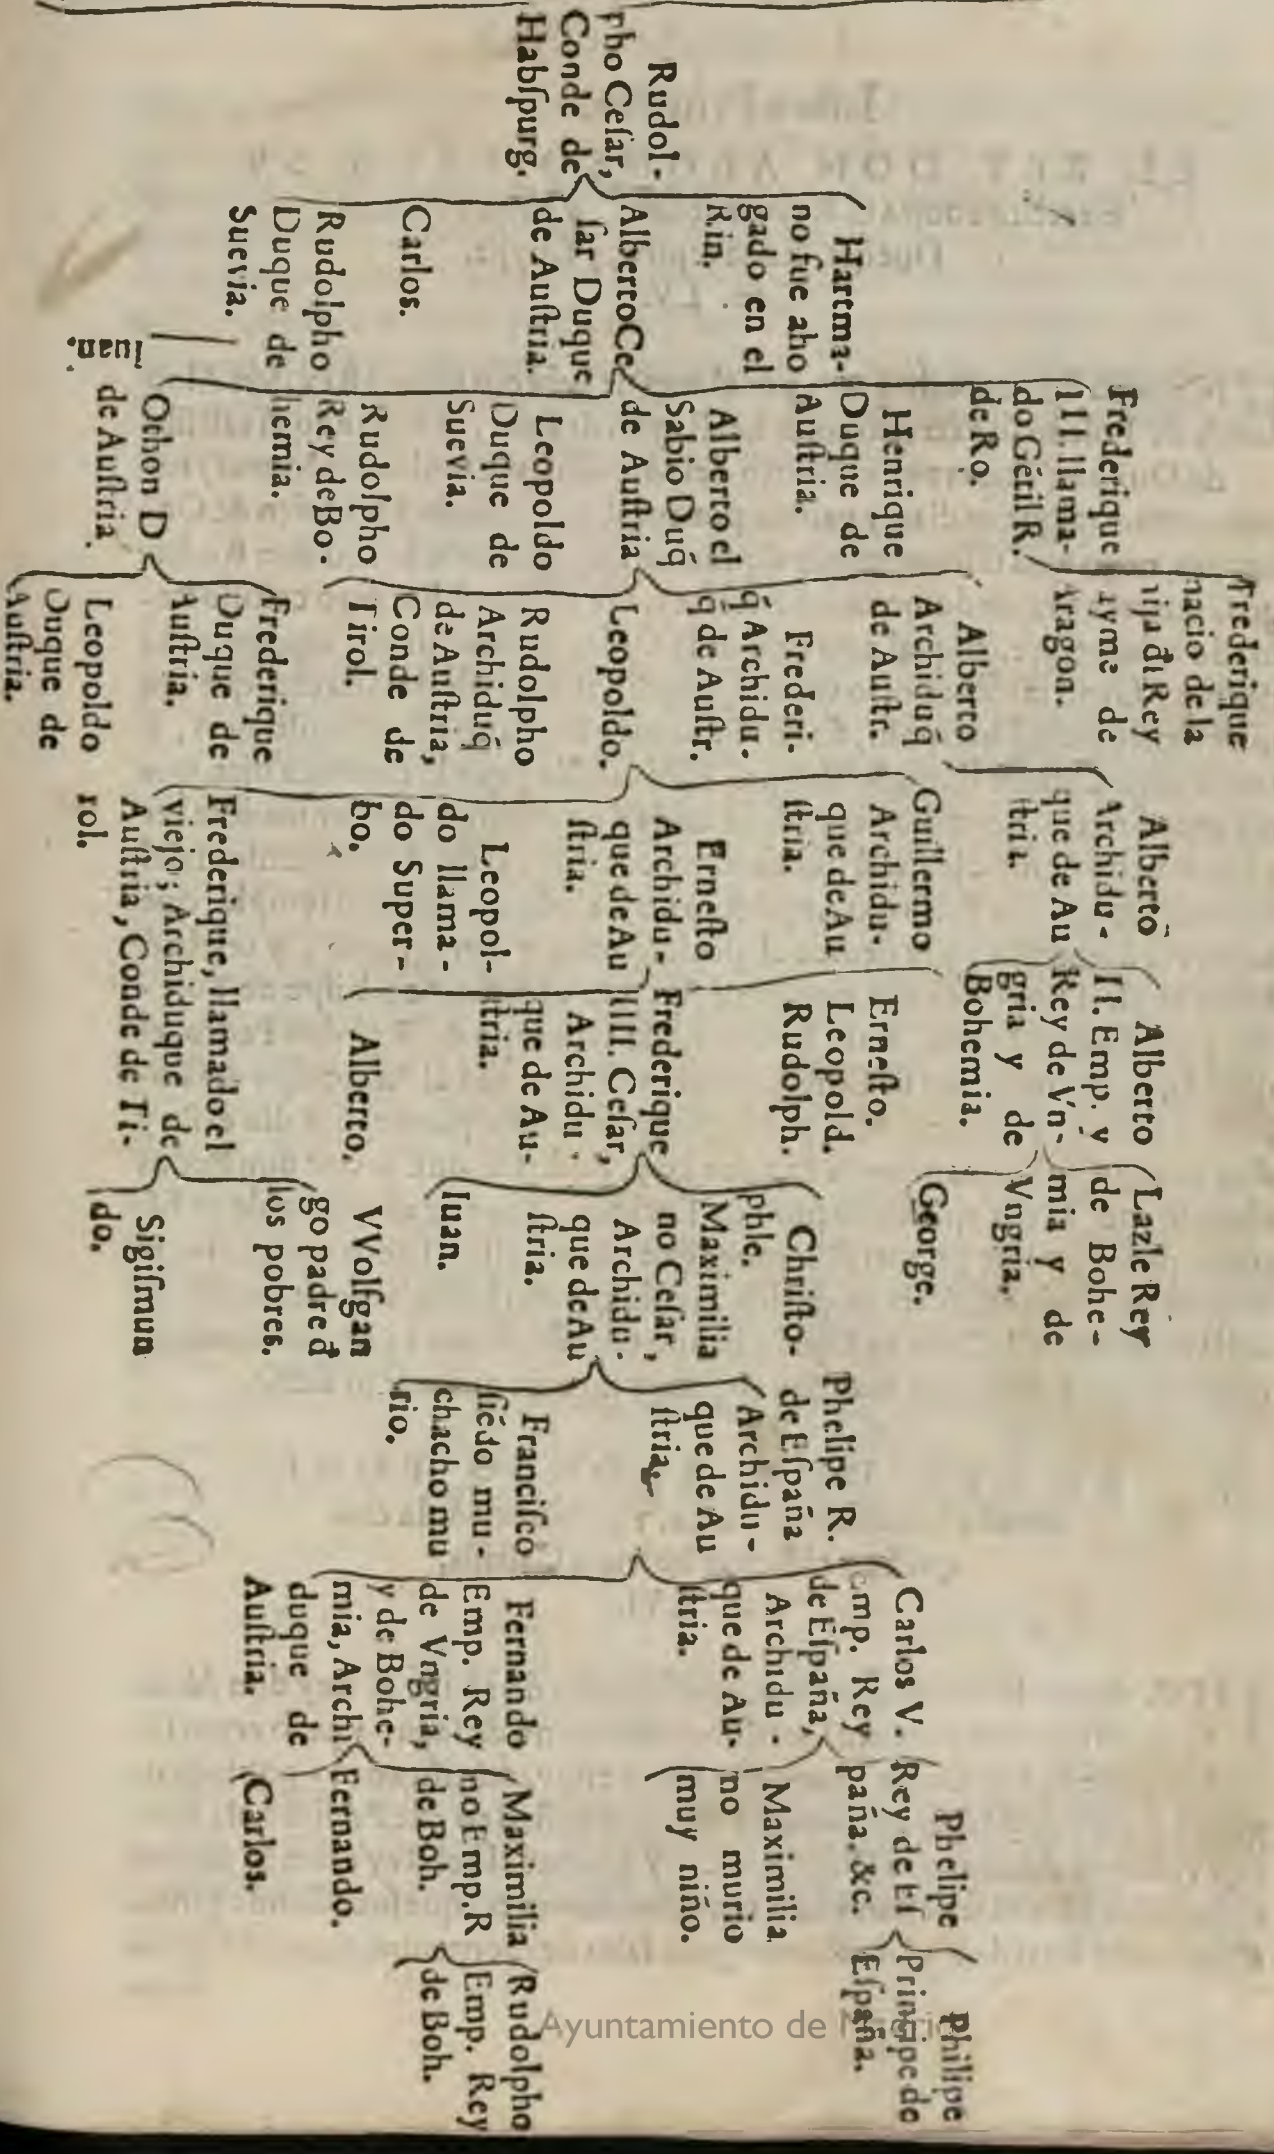 Rudol-
pho Ceſar,
Conde de
Habſpurg.
Hartma-
no fue aho
gado en el
Rin.
AlbertoCe
ſar Duque
de Auſtria.
Carlos.
Rudolpho
Duque de
Suevia.
Iuan.
Frederique
III. llama-
do Gétil R.
de Ro.
Henrique
Duque de
Auſtria.
Alberto el
Sabio Duq̃
de Auſtria
Leopoldo
Duque de
Suevia.
Rudolpho
Rey de Bo-
hemia.
Othon D
de Auſtria.
Frederique
nacio de la
hija đl Rey
Iayme de
Aragon.
Alberto
Archiduq̃
de Auſtr.
Frederi-
q̃ Archidu-
q̃ de Auſtr.
Leopoldo.
Rudolpho
Archiduq̃
de Auſtria,
Conde de
Tirol.
Frederique
Duque de
Auſtria.
Leopoldo
Duque de
Auſtria.
Alberto
Archidu-
que de Au
ſtria.
Guillermo
Archidu-
que de Au
ſtria.
Erneſto
Archidu-
que de Au
ſtria.
Leopol-
do llama-
do Super-
bo.
Frederique, llamado el
viejo; Archiduque de
Auſtria, Conde de Ti-
rol.
Alberto
II. Emp. y
Rey de Vn-
gria y de
Bohemia.
Erneſto.
Leopold.
Rudolph.
Frederique
IIII. Ceſar,
Archidu-
que de Au-
ſtria.
Alberto.
Lazle Rey
de Bohe-
mia y de
Vngria.
George.
Chriſto-
phle.
Maximilia
no Ceſar,
Archidu-
que de Au
ſtria.
Iuan.
VVolfgan
go padre đ
los pobres.
Sigiſmun
do.
Phelipe R.
de Eſpaña
Archidu-
que de Au
ſtria.
Franciſco
ſiédo mu-
chacho mu
rio.
Carlos V.
Emp. Rey
de Eſpaña,
Archidu-
que de Au-
ſtria.
Fernando
Emp. Rey
de Vngria,
y de Bohe-
mia, Archi
duque de
Auſtria.
Phelipe
Rey de Eſ
paña. &c.
Maximilia
no murio
muy niño.
Maximilia
no Emp. R
de Boh.
Fernando.
Carlos.
Philipe
Principe de
Eſpaña.
Rudolpho
Emp. Rey
de Boh.
Ayuntamiento de Madrid